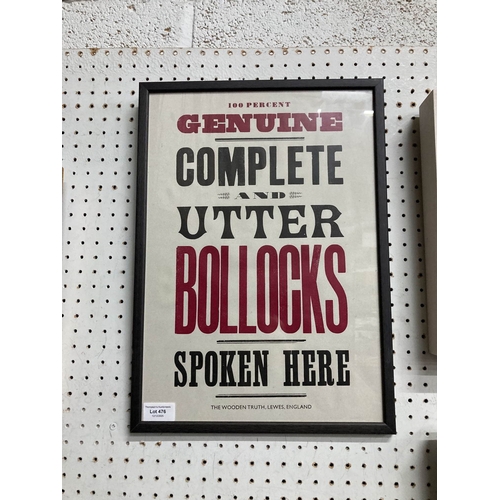 100 PERCENT
GENUINE
COMPLETE
AND
UTTER
BOLLOCKS
SPOKEN HERE
THE WOODEN TRUTH, LEWES, ENGLAND
Lot 476